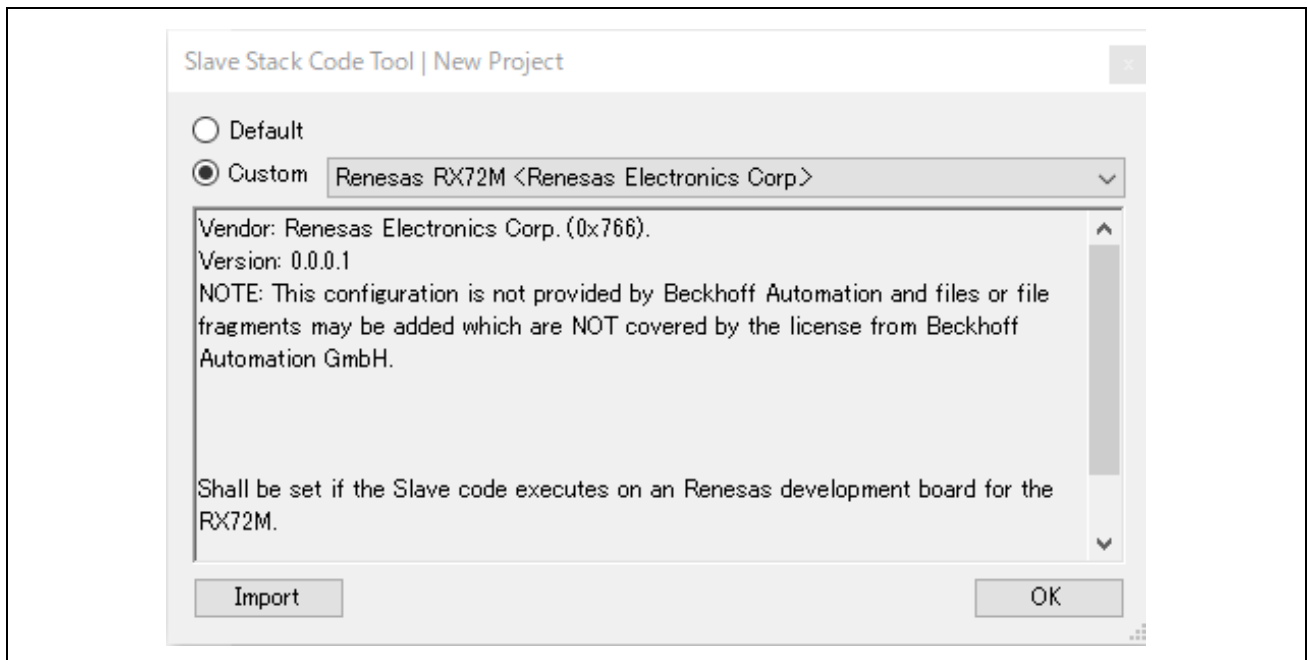 Slave Stack Code Tool | New Project
x
Default
Custom Renesas RX72M <Renesas Electronics Corp>
Vendor: Renesas Electronics Corp. (0x766).
Version: 0.0.0.1
NOTE: This configuration is not provided by Beckhoff Automation and files or file
fragments may be added which are NOT covered by the license from Beckhoff
Automation GmbH.
Shall be set if the Slave code executes on an Renesas development board for the
RX72M.
Import OK